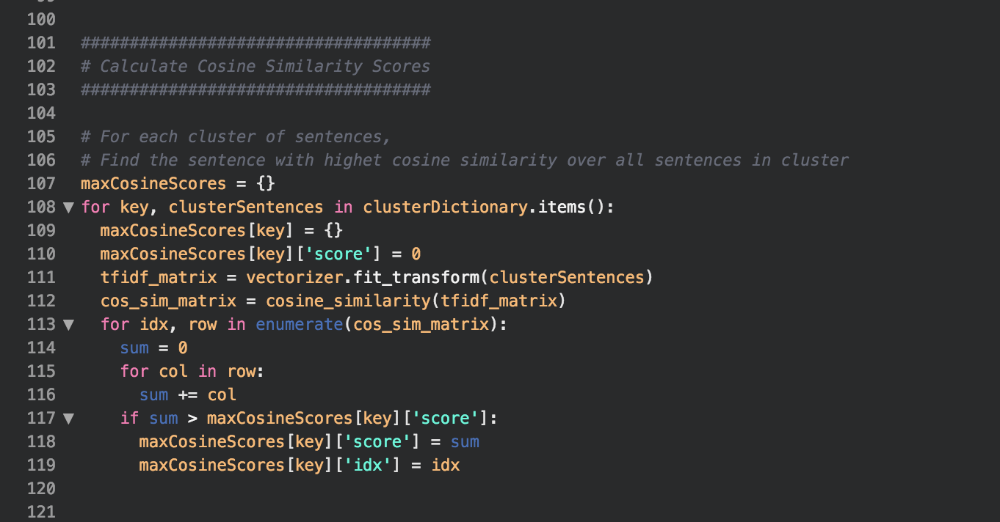 100
101 ####################################
102 # Calculate Cosine Similarity Scores
103 ####################################
104
105 # For each cluster of sentences,
106 # Find the sentence with highet cosine similarity over all sentences in cluster
107 maxCosineScores = {}
108 ▼ for key, clusterSentences in clusterDictionary.items():
109   maxCosineScores[key] = {}
110   maxCosineScores[key]['score'] = 0
111   tfidf_matrix = vectorizer.fit_transform(clusterSentences)
112   cos_sim_matrix = cosine_similarity(tfidf_matrix)
113 ▼   for idx, row in enumerate(cos_sim_matrix):
114     sum = 0
115     for col in row:
116       sum += col
117 ▼     if sum > maxCosineScores[key]['score']:
118       maxCosineScores[key]['score'] = sum
119       maxCosineScores[key]['idx'] = idx
120
121